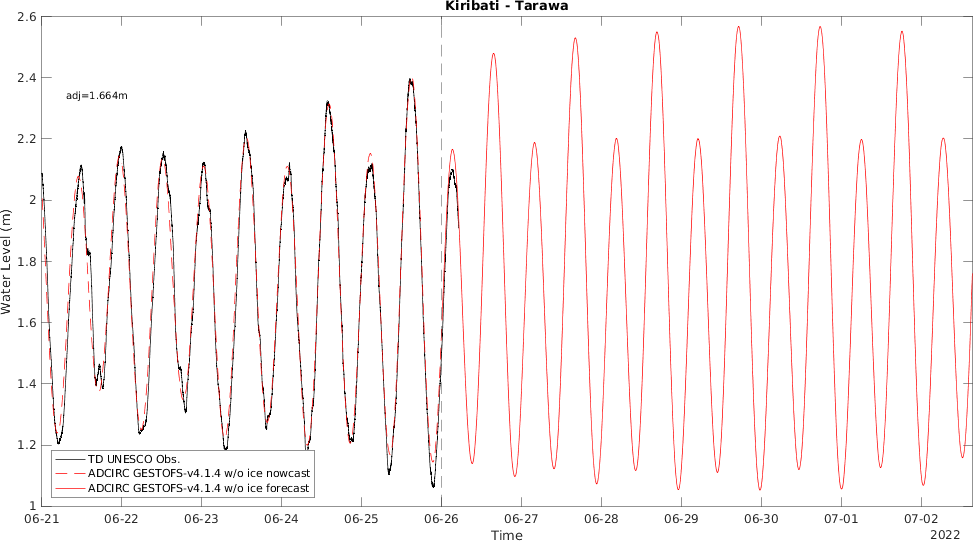 Kiribati - Tarawa
2.6
2.4
adj=1.664m
2.2
2
1.8
1.6
1.4
1.2
1
Water Level (m)
TD UNESCO Obs.
ADCIRC GESTOFS-v4.1.4 w/o ice nowcast
ADCIRC GESTOFS-v4.1.4 w/o ice forecast
06-21 06-22 06-23 06-24 06-25 06-26 06-27 06-28 06-29 06-30 07-01 07-02
Time
2022